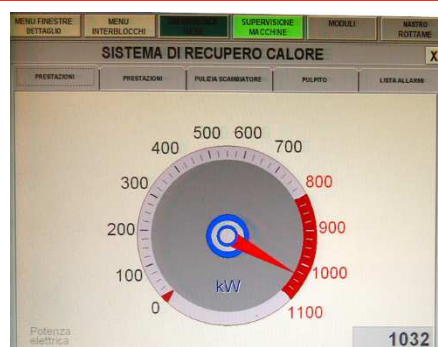 MENU FINESTRE
DETTAGLIO
MENU
INTERBLOCCHI
SUPERVISIONE
MACCHINE
MODULI
NASTRO
ROTTAME
SISTEMA DI RECUPERO CALORE
X
PRESTAZIONI
PRESTAZIONI
PULIZIA SCAMBIATORE
PULPITO
LISTA ALLARMI
0
100
200
300
400
500
600
700
800
900
1000
1100
kW
Potenza
elettrica
1032